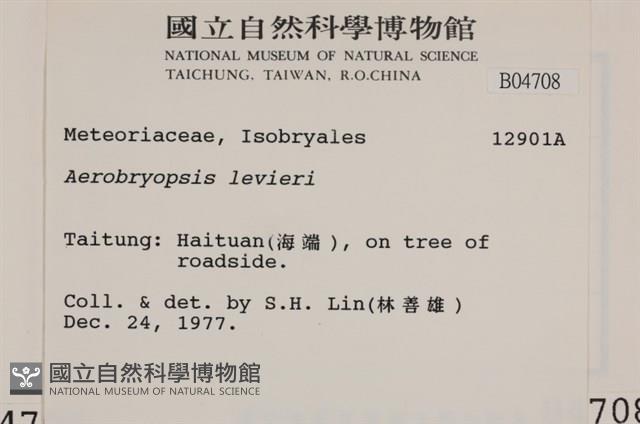 國立自然科學博物館
NATIONAL MUSEUM OF NATURAL SCIENCE
TAICHUNG, TAIWAN, R.O.CHINA
B04708
Meteoriaceae, Isobryales 12901A
Aerobryopsis levieri
Taitung: Haituan(海端), on tree of
roadside.
Coll. & det. by S.H. Lin(林善雄)
Dec. 24, 1977.
國立自然科學博物館
NATIONAL MUSEUM OF NATURAL SCIENCE
47
708